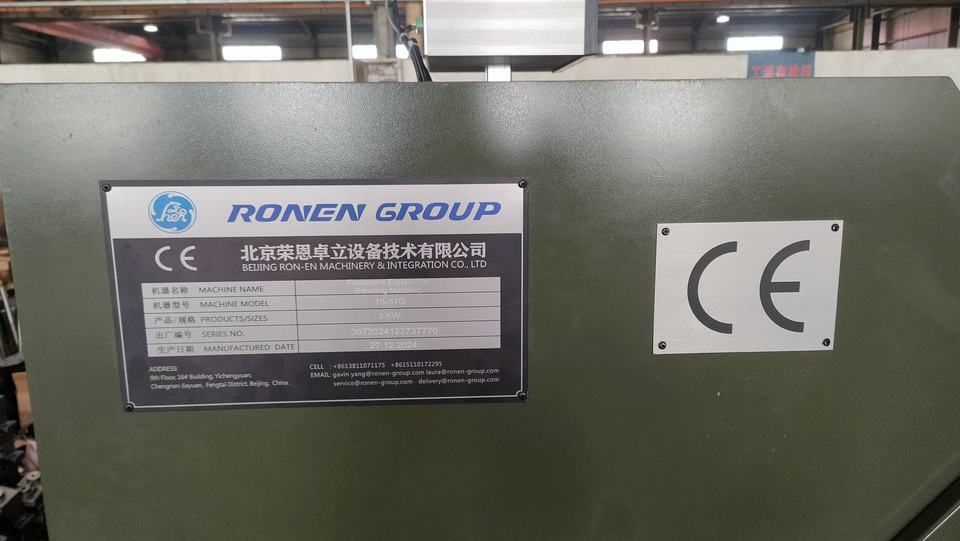 RONEN GROUP
CE 北京荣恩卓立设备技术有限公司
BEIJING RON-EN MACHINERY & INTEGRATION CO., LTD
机器名称 MACHINE NAME Fasteners
(Heading Machine)
机器型号 MACHINE MODEL 15-37G
产品/规格 PRODUCTS/SIZES 3 KW
出厂编号 SERIES NO. 3872024122737770
生产日期 MANUFACTURED DATE 27.12.2024
ADDRESS:
9th Floor, 16# Building, Yichengyuan,
Chengnan Jiayuan, Fengtai District, Beijing, China.
CELL : +8613811071175 +8615110172295
EMAIL: gavin yang@ronen-group.com laura@ronen-group.com
service@ronen-group.com delivery@ronen-group.com
CE